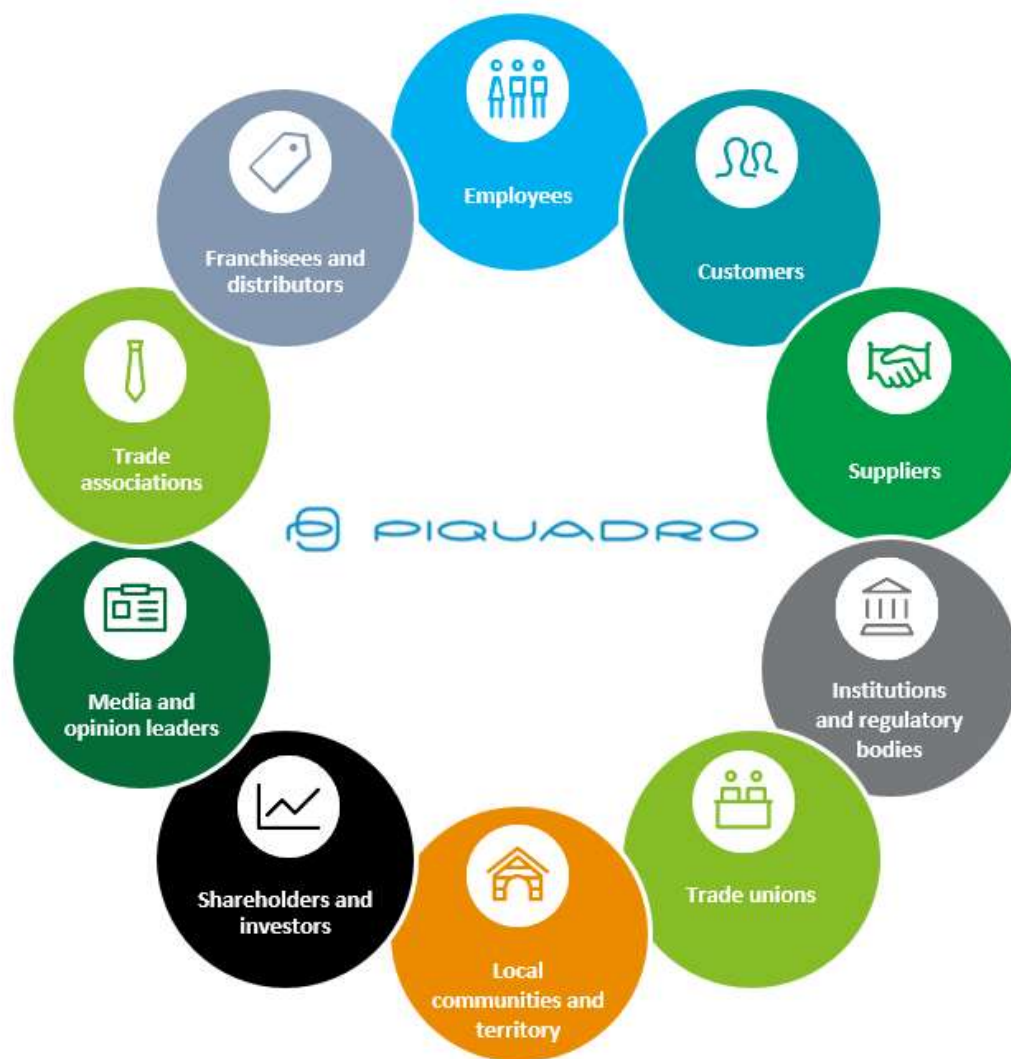 Employees
Customers
Suppliers
Institutions
and regulatory
bodies
Trade unions
Local
communities and
territory
Shareholders and
investors
Media and
opinion leaders
Trade
associations
Franchisees and
distributors
PIQUADRO